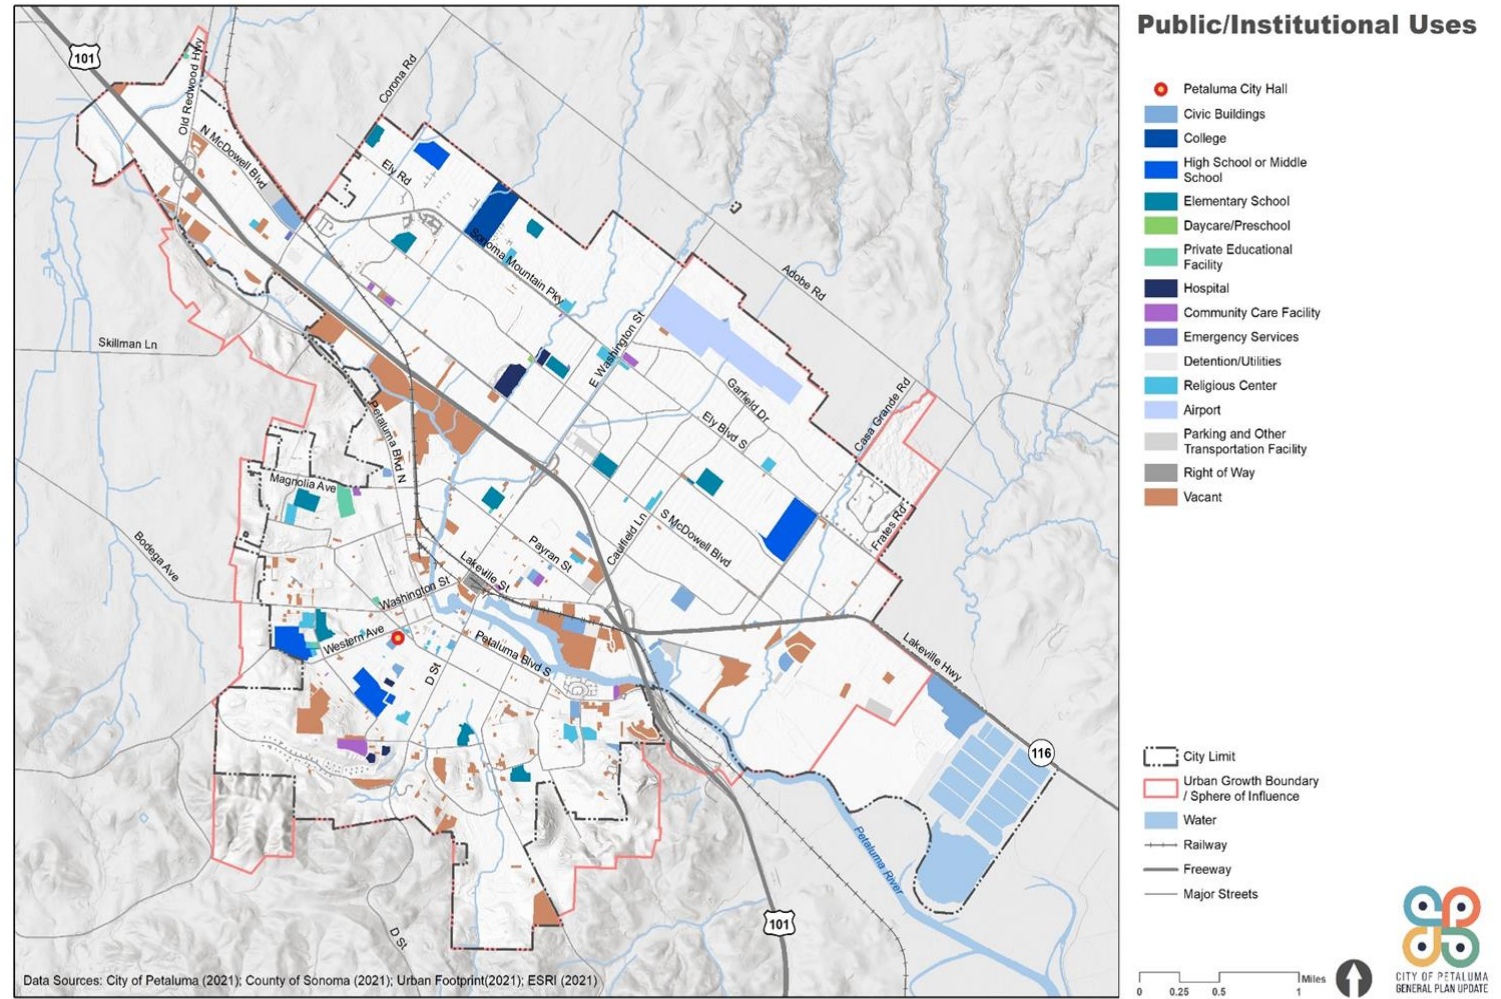 Public/Institutional Uses
Petaluma City Hall
Civic Buildings
College
High School or Middle
School
Elementary School
Daycare/Preschool
Private Educational
Facility
Hospital
Community Care Facility
Emergency Services
Detention/Utilities
Religious Center
Airport
Parking and Other
Transportation Facility
Right of Way
Vacant
City Limit
Urban Growth Boundary
/ Sphere of Influence
Water
Railway
Freeway
Major Streets
Miles
0 0.25 0.5 1
CITY OF PETALUMA
GENERAL PLAN UPDATE
101
Old Redwood Hwy
N McDowell Blvd
Corona Rd
Ely Rd
Sonoma Mountain Pky
Adobe Rd
E Washington St
Skillman Ln
Garfield Dr
Casa Grande Rd
Ely Blvd S
Petaluma Blvd N
Magnolia Ave
Frates Rd
Bodega Ave
Payran St
Caulfield Ln
S McDowell Blvd
Lakeville St
Washington St
Western Ave
Petaluma Blvd S
D St
Lakeville Hwy
116
Petaluma River
101
D St
Data Sources: City of Petaluma (2021); County of Sonoma (2021); Urban Footprint(2021); ESRI (2021)